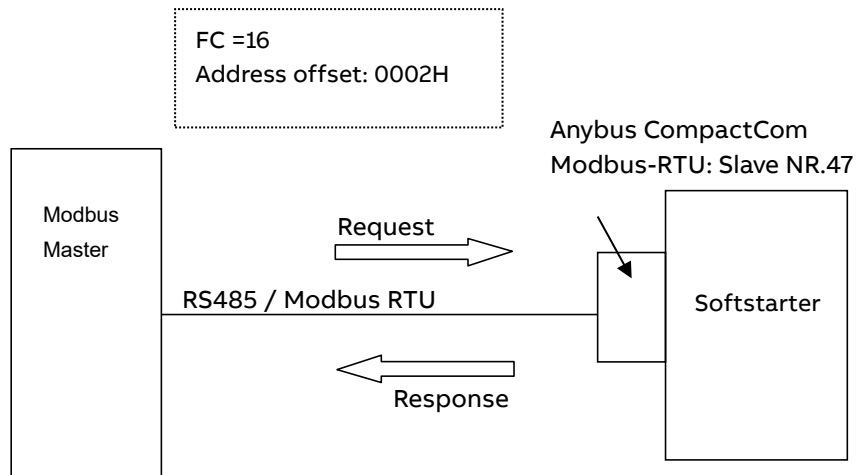 FC =16
Address offset: 0002H
Anybus CompactCom
Modbus-RTU: Slave NR.47
Modbus
Master
Request
RS485 / Modbus RTU
Softstarter
Response